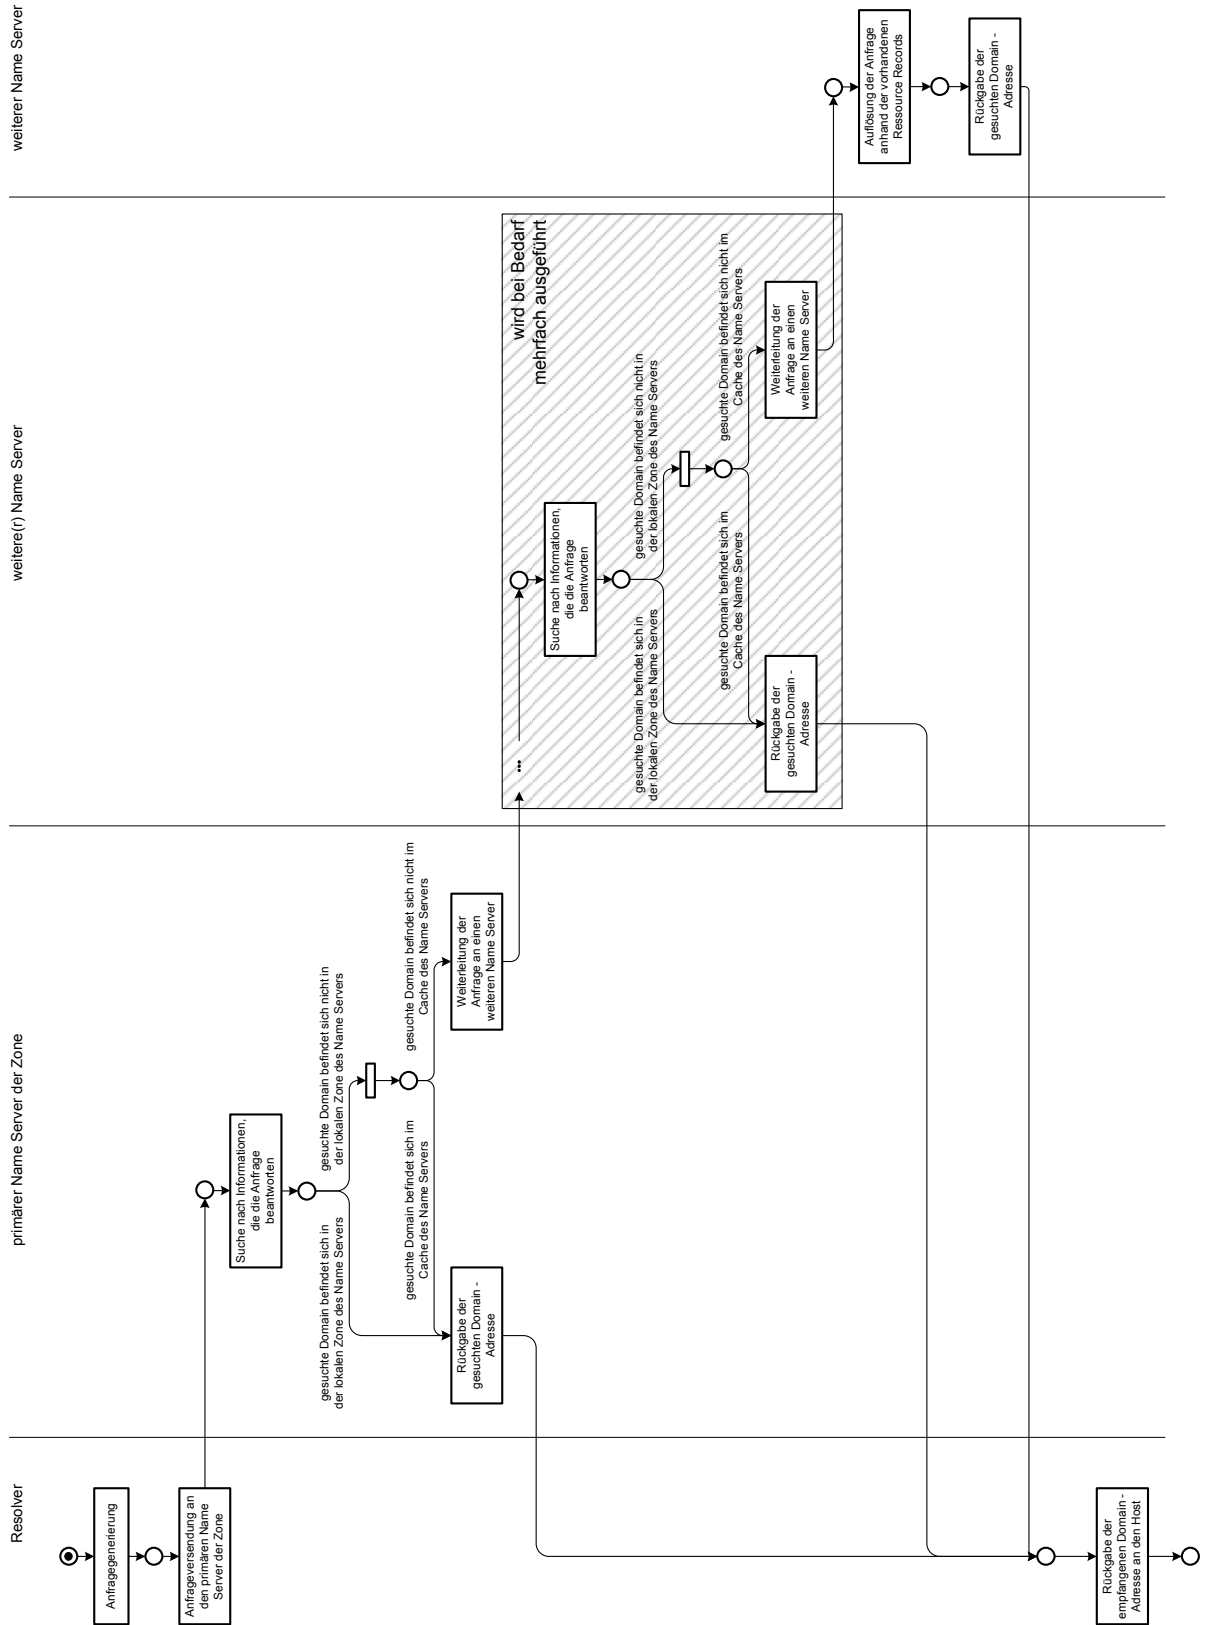 Resolver
primärer Name Server der Zone
weitere(r) Name Server
weiterer Name Server
Anfragegenerierung
Anfrageversendung an
den primären Name
Server der Zone
Suche nach Informationen,
die die Anfrage
beantworten
gesuchte Domain befindet sich in
der lokalen Zone des Name Servers
gesuchte Domain befindet sich nicht in
der lokalen Zone des Name Servers
gesuchte Domain befindet sich im
Cache des Name Servers
gesuchte Domain befindet sich nicht im
Cache des Name Servers
Rückgabe der
gesuchten Domain -
Adresse
Weiterleitung der
Anfrage an einen
weiteren Name Server
...
wird bei Bedarf
mehrfach ausgeführt
Suche nach Informationen,
die die Anfrage
beantworten
gesuchte Domain befindet sich in
der lokalen Zone des Name Servers
gesuchte Domain befindet sich nicht in
der lokalen Zone des Name Servers
gesuchte Domain befindet sich im
Cache des Name Servers
gesuchte Domain befindet sich nicht im
Cache des Name Servers
Rückgabe der
gesuchten Domain -
Adresse
Weiterleitung der
Anfrage an einen
weiteren Name Server
Auflösung der Anfrage
anhand der vorhandenen
Ressource Records
Rückgabe der
gesuchten Domain -
Adresse
Rückgabe der
empfangenen Domain -
Adresse an den Host